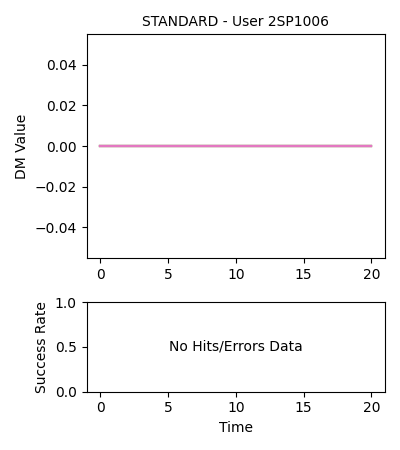 STANDARD - User 2SP1006
DM Value
0.04
0.02
0.00
−0.02
−0.04
0 5 10 15 20
Success Rate
1.0
0.5
0.0
No Hits/Errors Data
0 5 10 15 20
Time